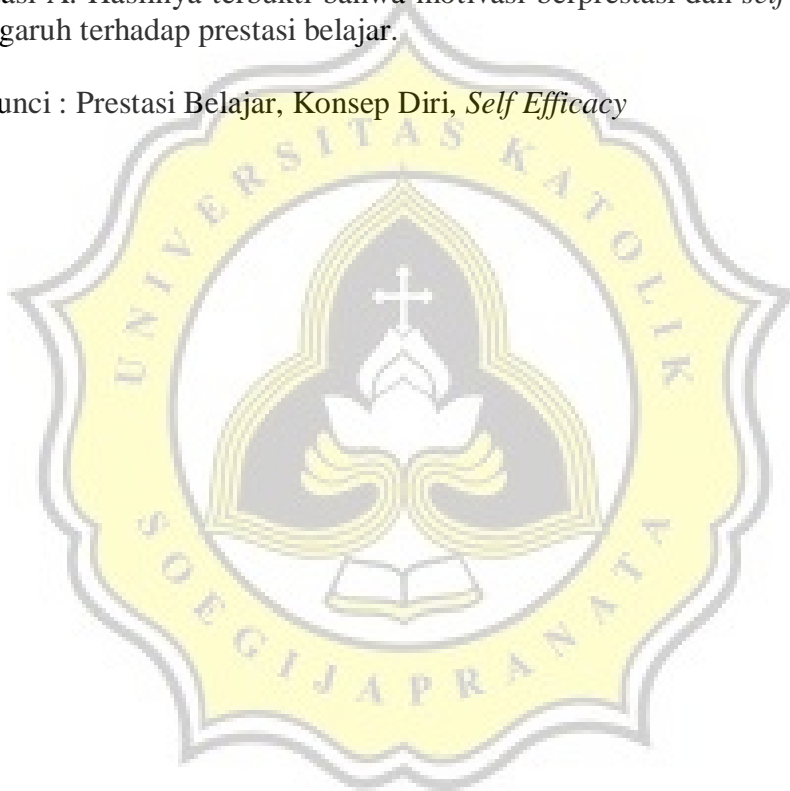 asi A. Hasilnya terbukti bahwa motivasi berprestasi dan self
garuh terhadap prestasi belajar.
unci : Prestasi Belajar, Konsep Diri, Self Efficacy
UNIVERSITAS KATOLIK
SOEGIJAPRANATA